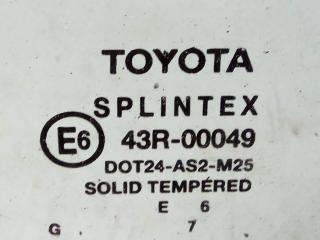 TOYOTA
SPLINTEX
E6 43R-00049
DOT24-AS2-M25
SOLID TEMPERED
E 6
G 7